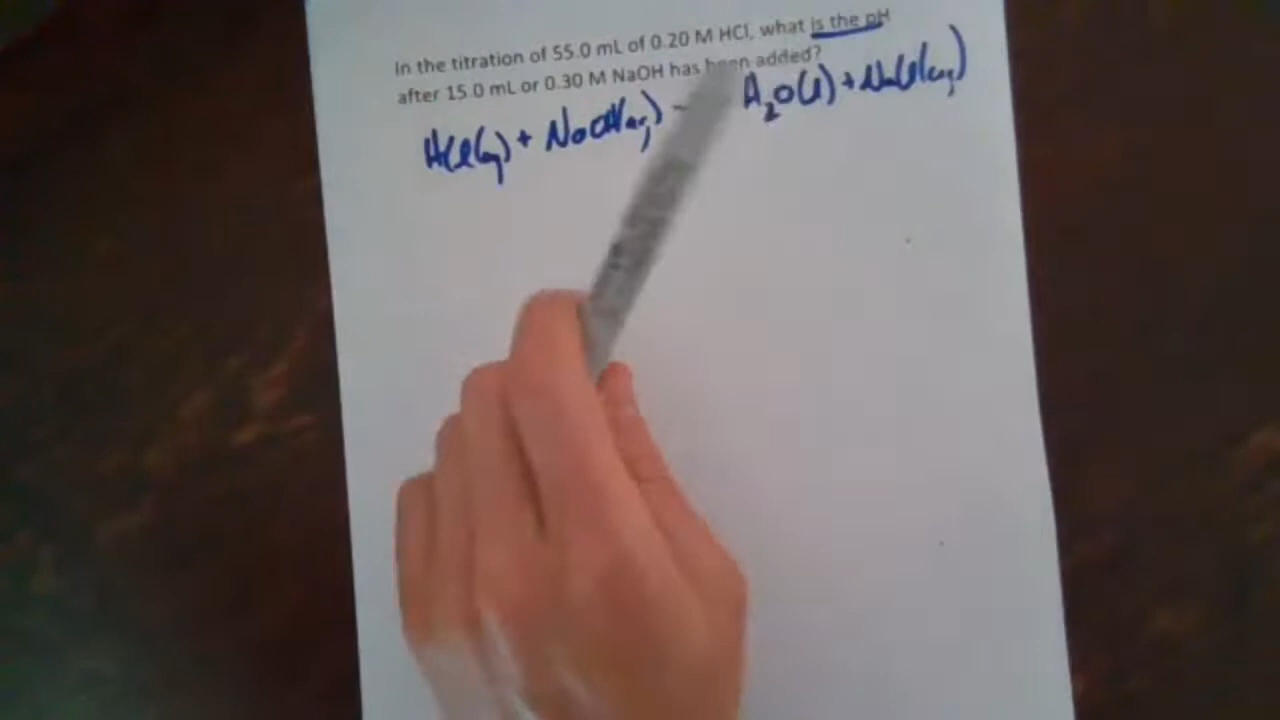 In the titration of 55.0 mL of 0.20 M HCl, what is the pH
after 15.0 mL or 0.30 M NaOH has been added?
HCl(aq) + NaOH(aq) - H₂O(l) + NaCl(aq)